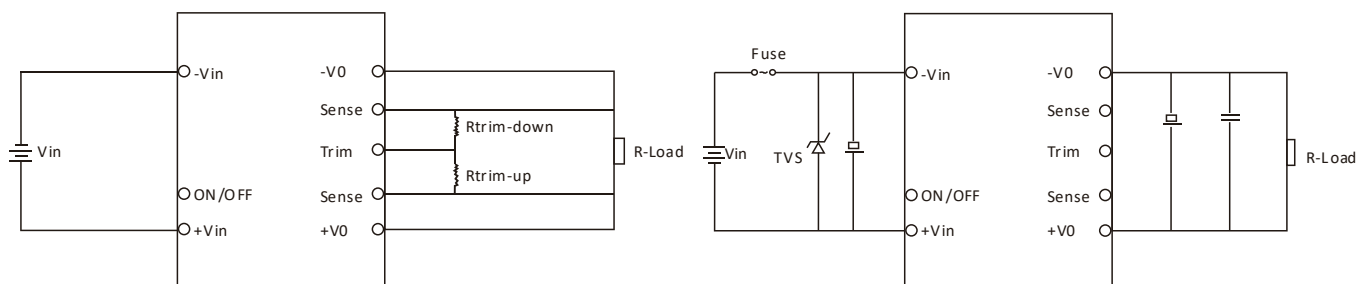 -Vin
-V0
Sense
Rtrim-down
Vin
Trim
R-Load
Rtrim-up
ON/OFF
Sense
+Vin
+V0
Fuse
-Vin
-V0
Sense
Vin
TVS
Trim
R-Load
ON/OFF
Sense
+Vin
+V0